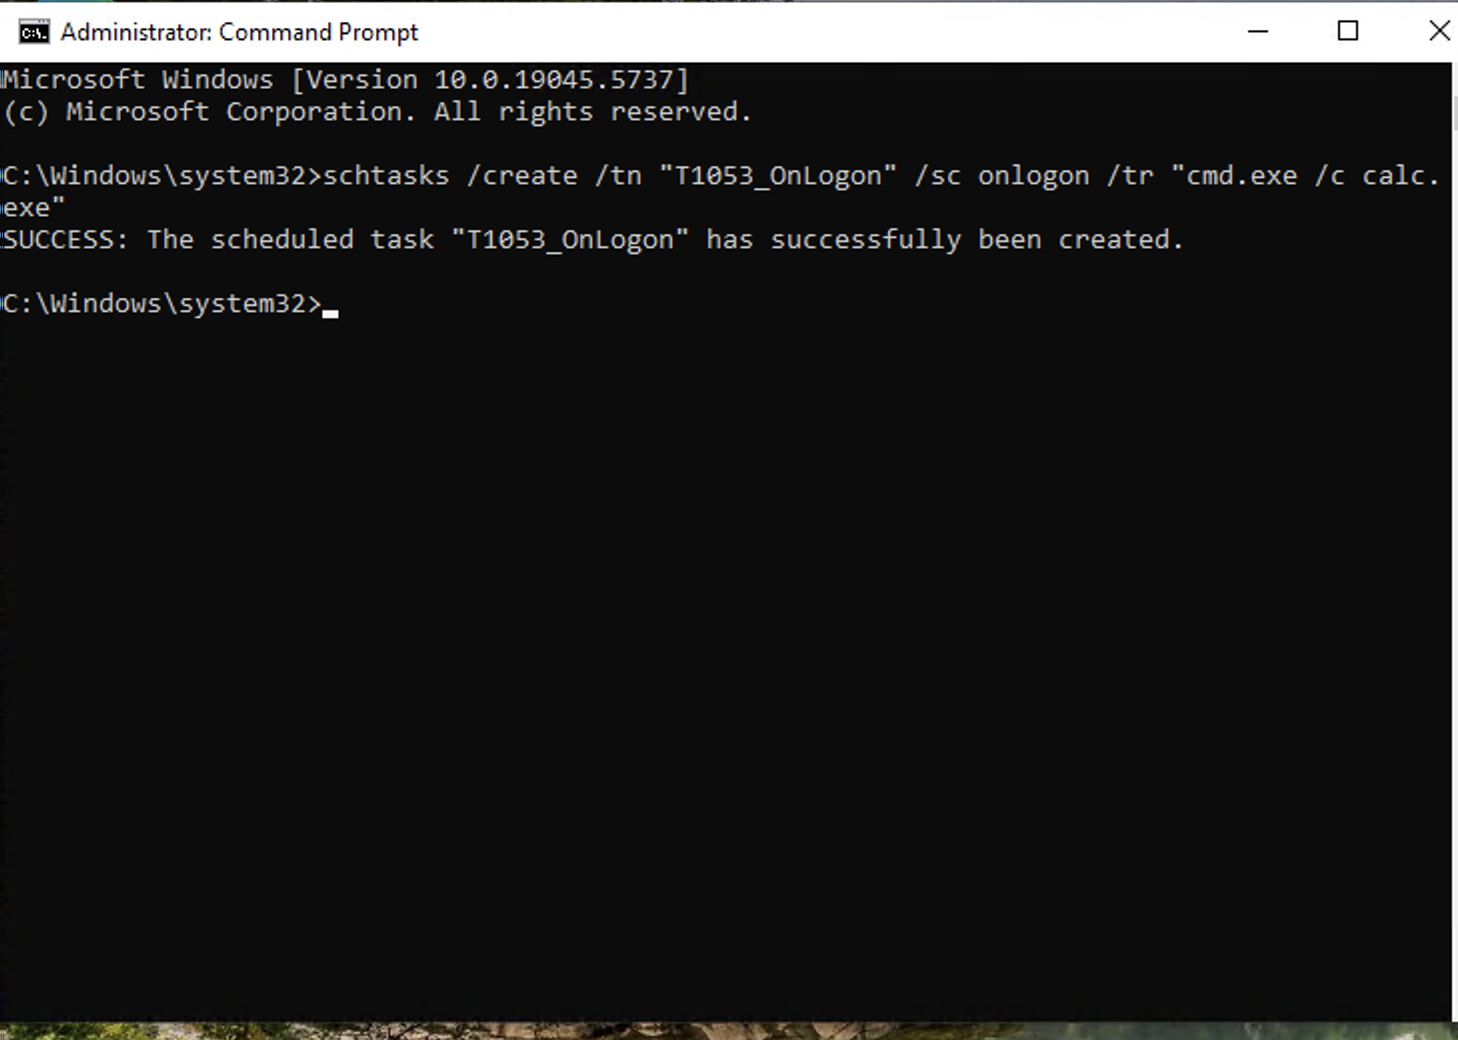 Administrator: Command Prompt
Microsoft Windows [Version 10.0.19045.5737]
(c) Microsoft Corporation. All rights reserved.
C:\Windows\system32>schtasks /create /tn "T1053_OnLogon" /sc onlogon /tr "cmd.exe /c calc.
exe"
SUCCESS: The scheduled task "T1053_OnLogon" has successfully been created.
C:\Windows\system32>